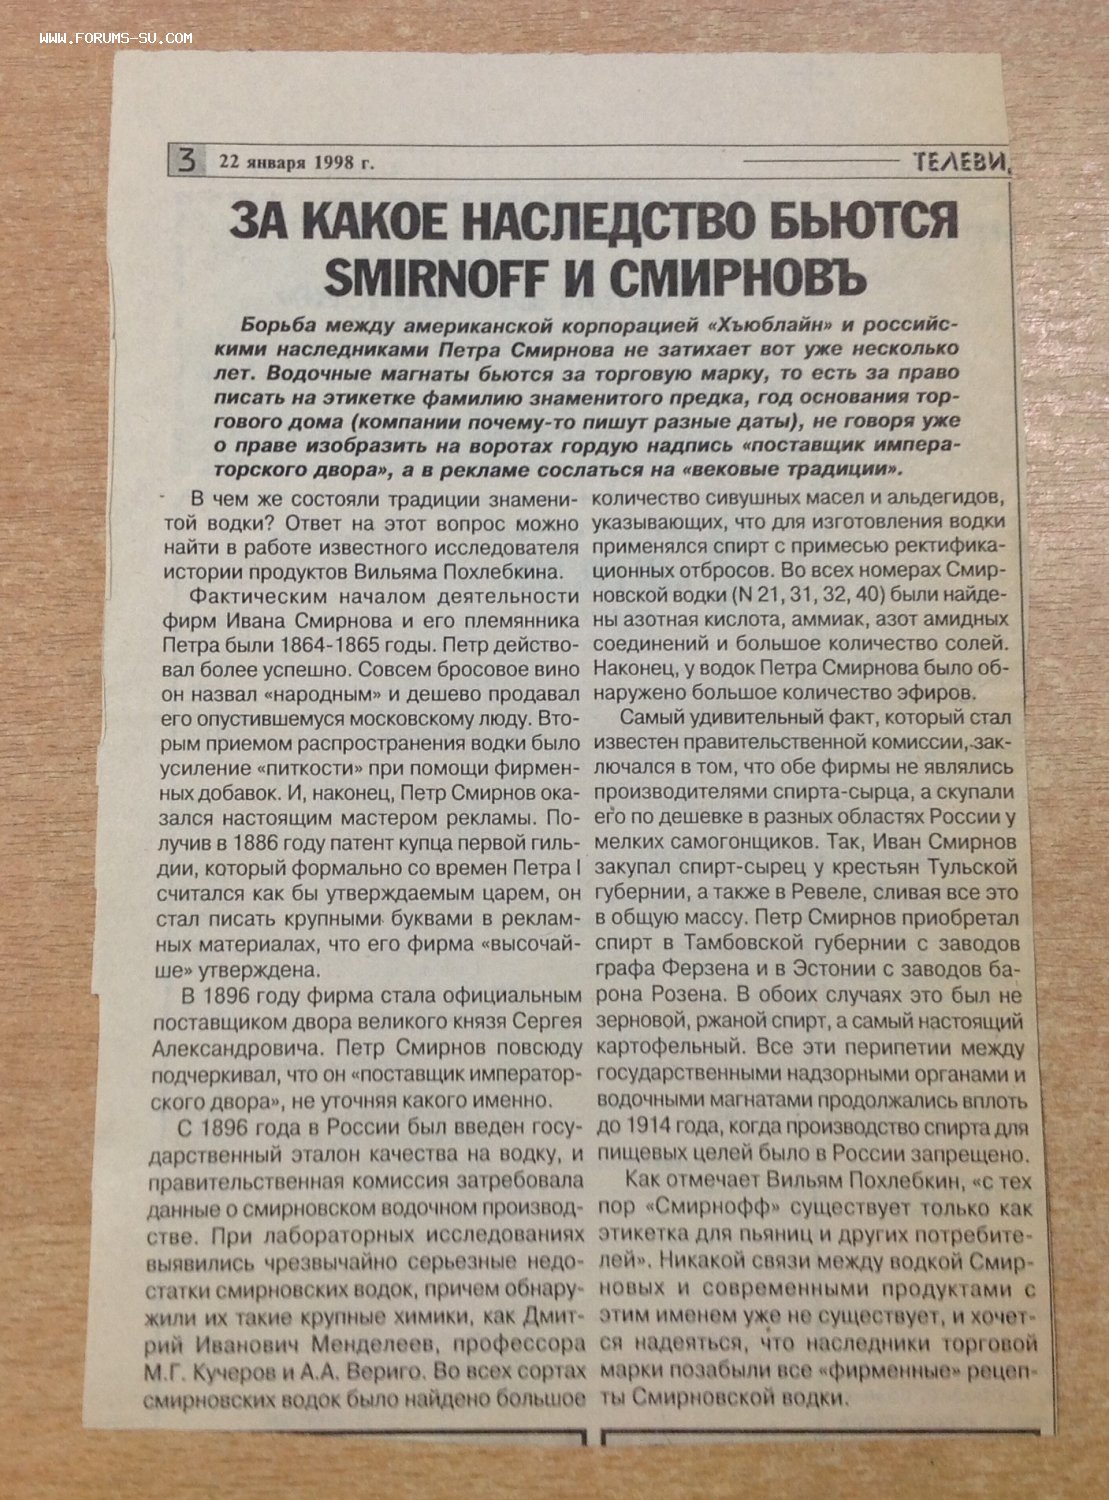 WWW.FORUMS-SU.COM
3 22 января 1998 г. ТЕЛЕВИ
ЗА КАКОЕ НАСЛЕДСТВО БЬЮТСЯ
SMIRNOFF И СМИРНОВЪ
Борьба между американской корпорацией «Хъюблайн» и российс-
кими наследниками Петра Смирнова не затихает вот уже несколько
лет. Водочные магнаты бьются за торговую марку, то есть за право
писать на этикетке фамилию знаменитого предка, год основания тор-
гового дома (компании почему-то пишут разные даты), не говоря уже
о праве изобразить на воротах гордую надпись «поставщик импера-
торского двора», а в рекламе сослаться на «вековые традиции».
В чем же состояли традиции знамени-
той водки? Ответ на этот вопрос можно
найти в работе известного исследователя
истории продуктов Вильяма Похлебкина.
Фактическим началом деятельности
фирм Ивана Смирнова и его племянника
Петра были 1864-1865 годы. Петр действо-
вал более успешно. Совсем бросовое вино
он назвал «народным» и дешево продавал
его опустившемуся московскому люду. Вто-
рым приемом распространения водки было
усиление «питкости» при помощи фирмен-
ных добавок. И, наконец, Петр Смирнов ока-
зался настоящим мастером рекламы. По-
лучив в 1886 году патент купца первой гиль-
дии, который формально со времен Петра I
считался как бы утверждаемым царем, он
стал писать крупными буквами в реклам-
ных материалах, что его фирма «высочай-
ше» утверждена.
В 1896 году фирма стала официальным
поставщиком двора великого князя Сергея
Александровича. Петр Смирнов повсюду
подчеркивал, что он «поставщик император-
ского двора», не уточняя какого именно.
С 1896 года в России был введен госу-
дарственный эталон качества на водку, и
правительственная комиссия затребовала
данные о смирновском водочном производ-
стве. При лабораторных исследованиях
выявились чрезвычайно серьезные недо-
статки смирновских водок, причем обнару-
жили их такие крупные химики, как Дмит-
рий Иванович Менделеев, профессора
М.Г. Кучеров и А.А. Вериго. Во всех сортах
смирновских водок было найдено большое
количество сивушных масел и альдегидов,
указывающих, что для изготовления водки
применялся спирт с примесью ректифика-
ционных отбросов. Во всех номерах Смир-
новской водки (N 21, 31, 32, 40) были найде-
ны азотная кислота, аммиак, азот амидных
соединений и большое количество солей.
Наконец, у водок Петра Смирнова было об-
наружено большое количество эфиров.
Самый удивительный факт, который стал
известен правительственной комиссии, зак-
лючался в том, что обе фирмы не являлись
производителями спирта-сырца, а скупали
его по дешевке в разных областях России у
мелких самогонщиков. Так, Иван Смирнов
закупал спирт-сырец у крестьян Тульской
губернии, а также в Ревеле, сливая все это
в общую массу. Петр Смирнов приобретал
спирт в Тамбовской губернии с заводов
графа Ферзена и в Эстонии с заводов ба-
рона Розена. В обоих случаях это был не
зерновой, ржаной спирт, а самый настоящий
картофельный. Все эти перипетии между
государственными надзорными органами и
водочными магнатами продолжались вплоть
до 1914 года, когда производство спирта для
пищевых целей было в России запрещено.
Как отмечает Вильям Похлебкин, «с тех
пор «Смирнофф» существует только как
этикетка для пьяниц и других потребите-
лей». Никакой связи между водкой Смир-
новых и современными продуктами с
этим именем уже не существует, и хочет-
ся надеяться, что наследники торговой
марки позабыли все «фирменные» рецеп-
ты Смирновской водки.